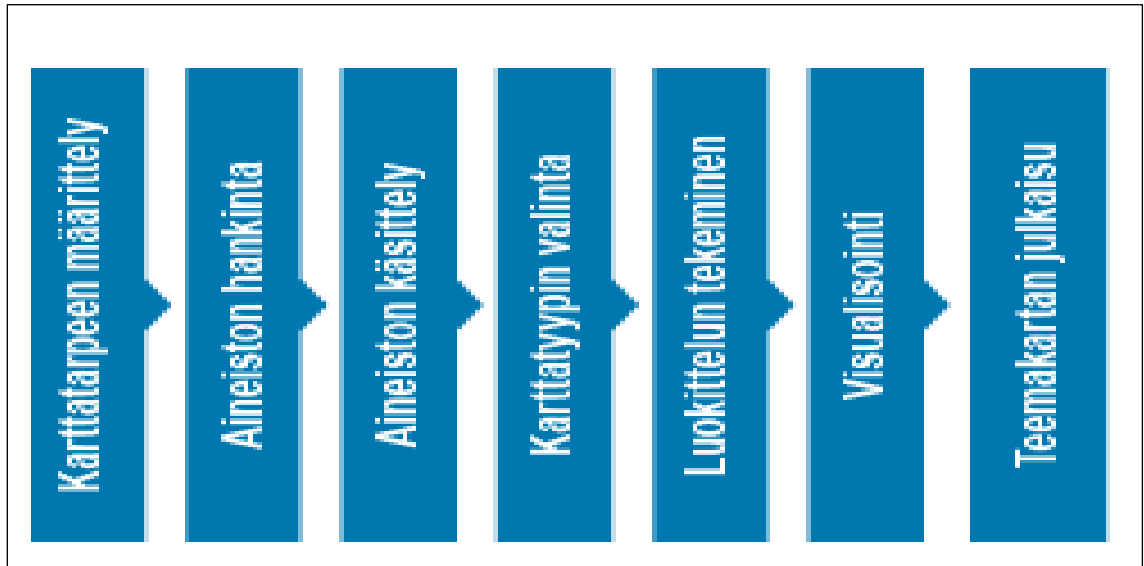 Karttatarpeen määrittely
Aineiston hankinta
Aineiston käsittely
Karttatyypin valinta
Luokittelun tekeminen
Visualisointi
Teemakartan julkaisu